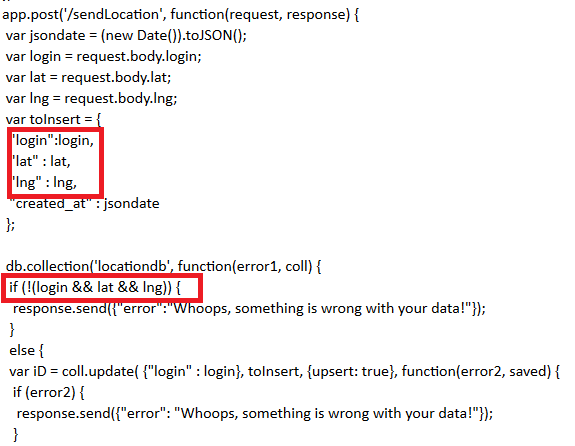 app.post('/sendLocation', function(request, response) {
var jsondate = (new Date()).toJSON();
var login = request.body.login;
var lat = request.body.lat;
var lng = request.body.lng;
var toInsert = {
"login":login,
"lat" : lat,
"lng" : lng,
"created_at" : jsondate
};
db.collection('locationdb', function(error1, coll) {
if (!(login && lat && lng)) {
response.send({"error":"Whoops, something is wrong with your data!"});
}
else {
var iD = coll.update( {"login" : login}, toInsert, {upsert: true}, function(error2, saved) {
if (error2) {
response.send({"error": "Whoops, something is wrong with your data!"});
}